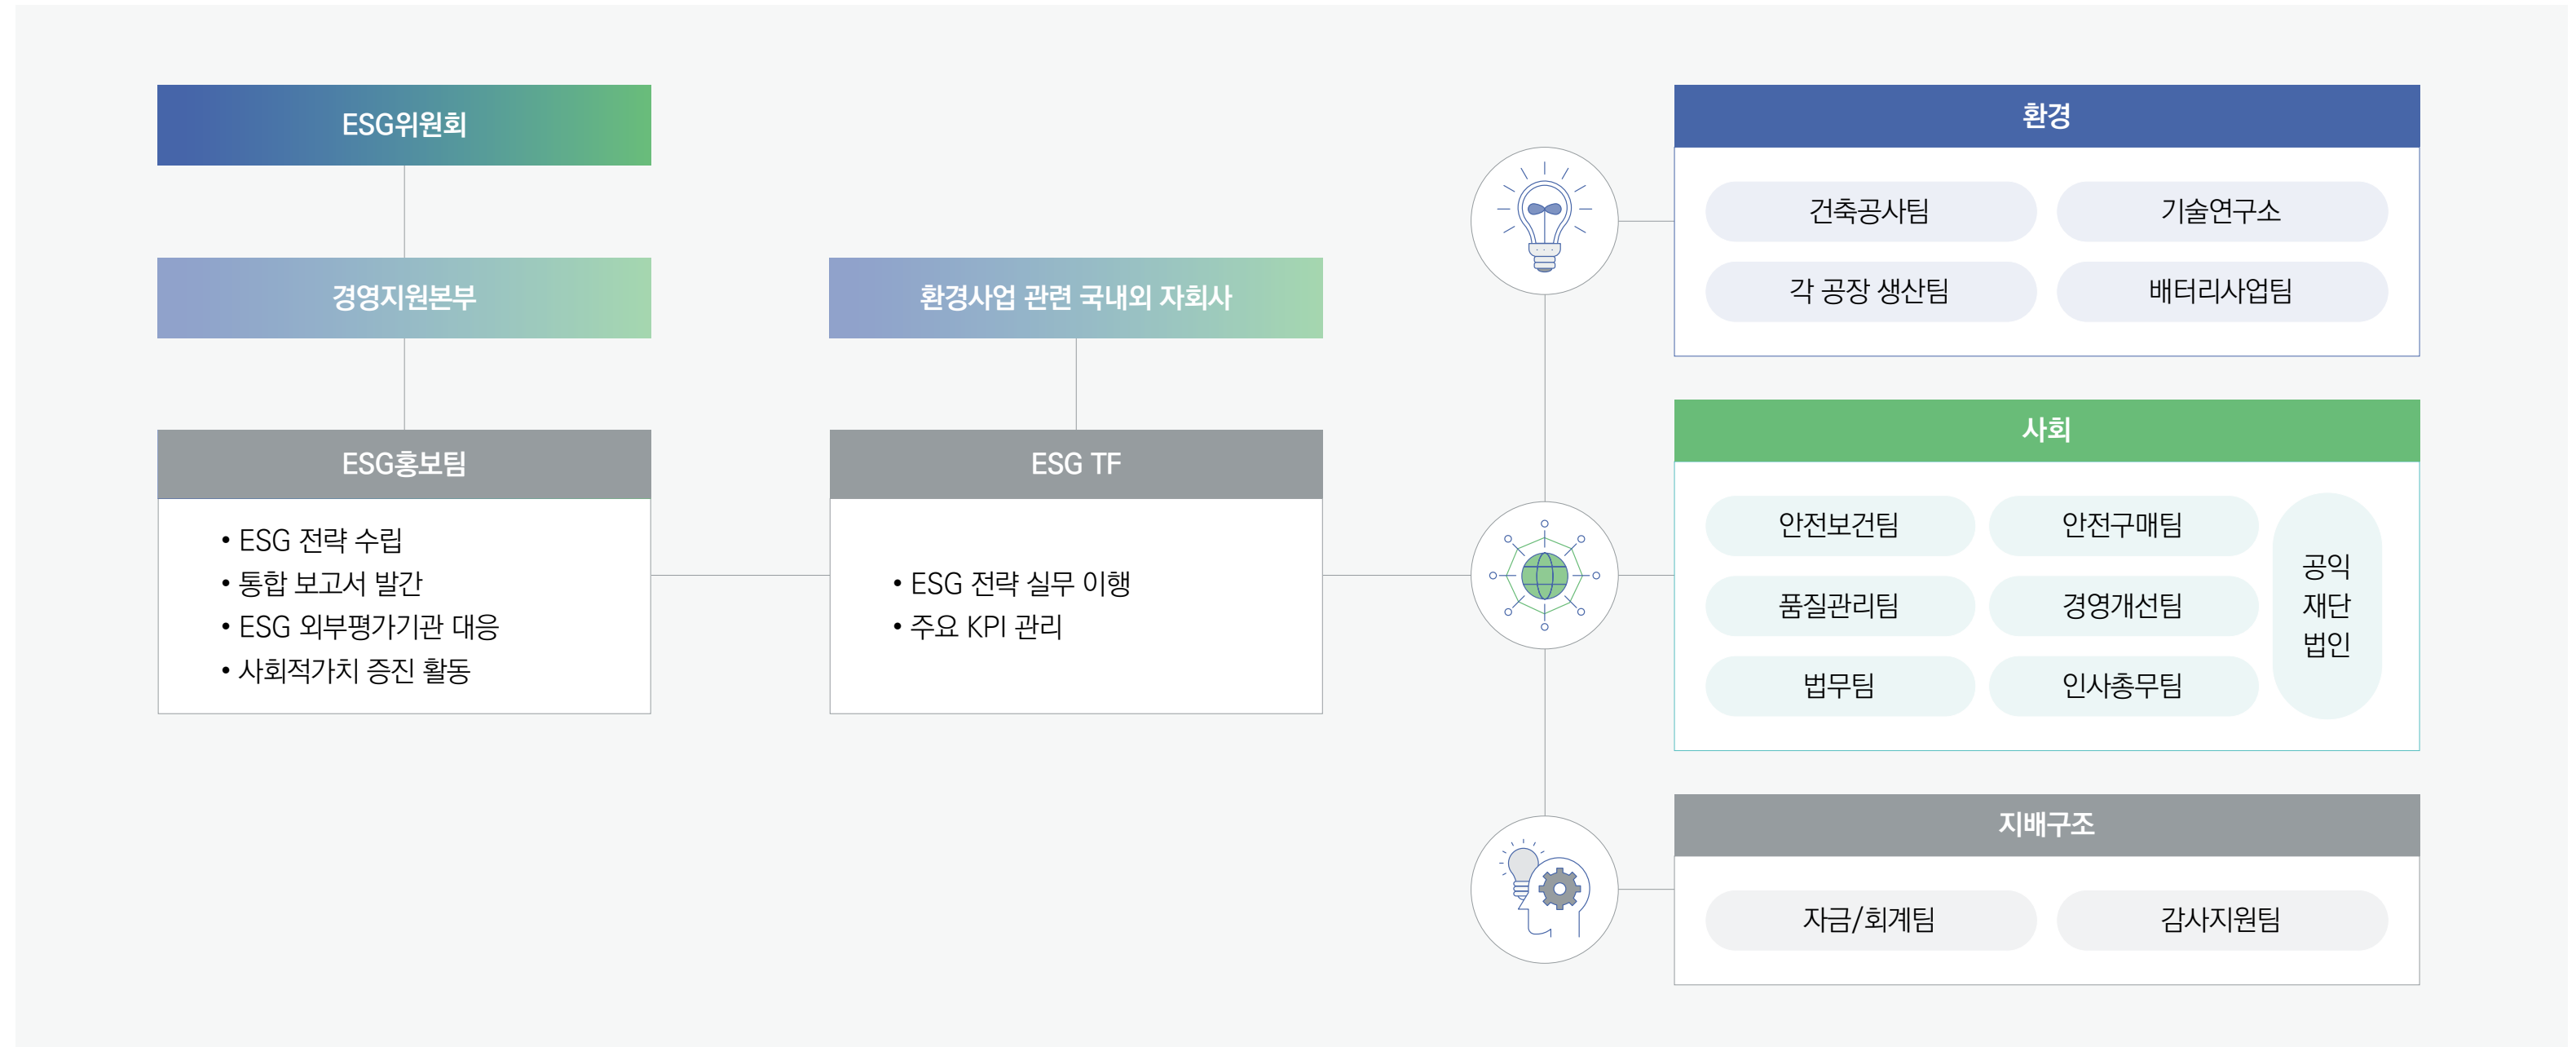 ESG위원회
경영지원본부
ESG홍보팀
• ESG 전략 수립
• 통합 보고서 발간
• ESG 외부평가기관 대응
• 사회적가치 증진 활동
환경사업 관련 국내외 자회사
ESG TF
• ESG 전략 실무 이행
• 주요 KPI 관리
환경
건축공사팀
기술연구소
각 공장 생산팀
배터리사업팀
사회
안전보건팀
안전구매팀
품질관리팀
경영개선팀
법무팀
인사총무팀
공익
재단
법인
지배구조
자금/회계팀
감사지원팀